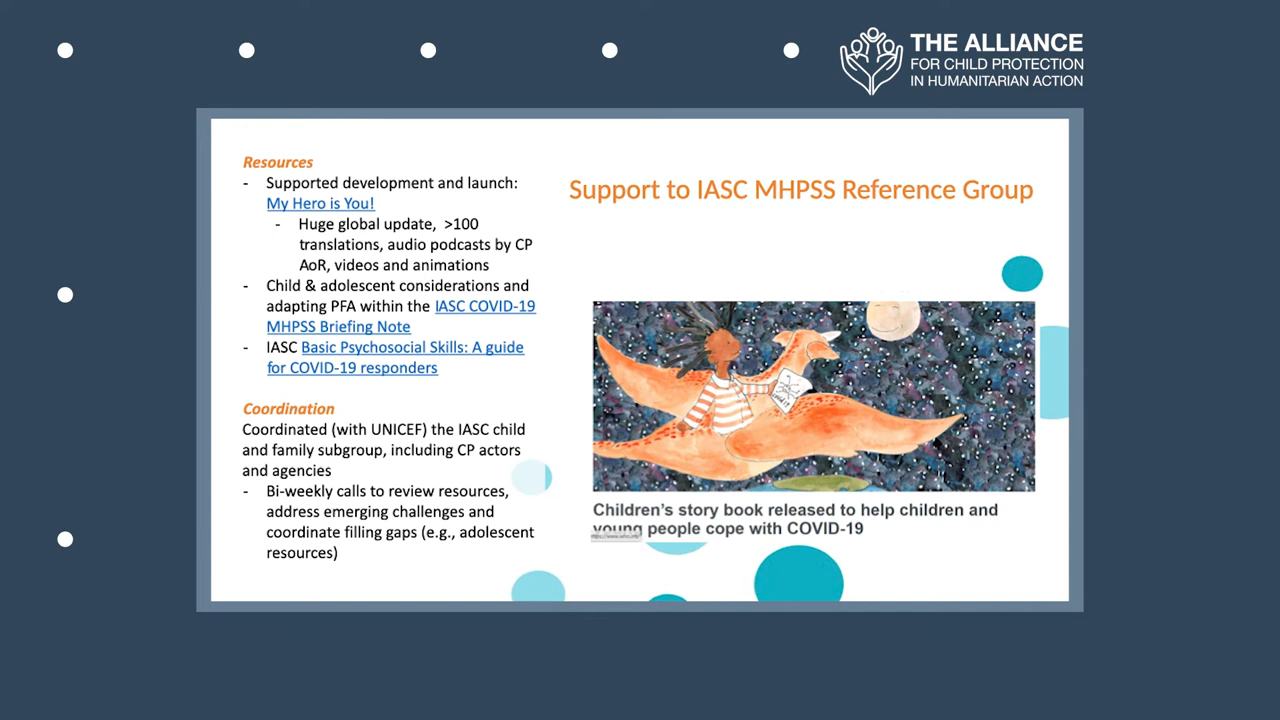 THE ALLIANCE
FOR CHILD PROTECTION
IN HUMANITARIAN ACTION
Support to IASC MHPSS Reference Group
Resources
- Supported development and launch:
My Hero is You!
- Huge global update, >100
translations, audio podcasts by CP
AoR, videos and animations
- Child & adolescent considerations and
adapting PFA within the IASC COVID-19
MHPSS Briefing Note
- IASC Basic Psychosocial Skills: A guide
for COVID-19 responders
Coordination
Coordinated (with UNICEF) the IASC child
and family subgroup, including CP actors
and agencies
- Bi-weekly calls to review resources,
address emerging challenges and
coordinate filling gaps (e.g., adolescent
resources)
Children's story book released to help children and
young people cope with COVID-19